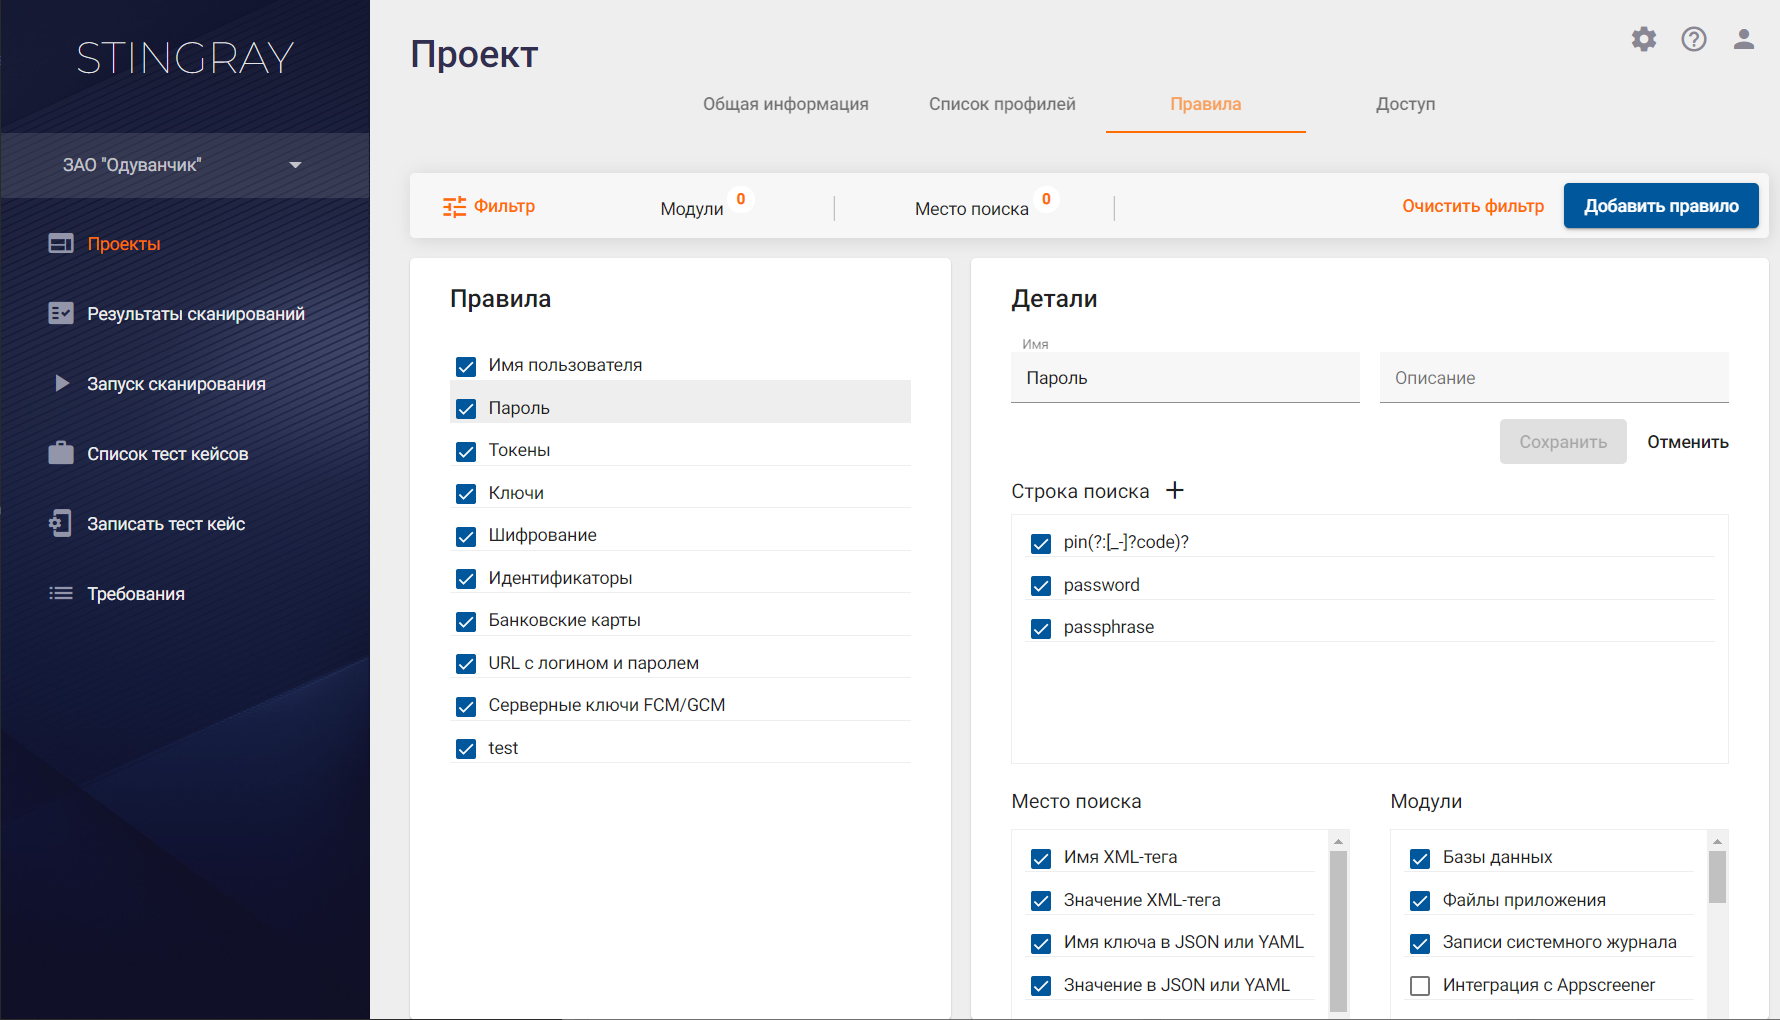 STINGRAY
ЗАО "Одуванчик"
Проекты
Результаты сканирований
Запуск сканирования
Список тест кейсов
Записать тест кейс
Требования
Проект
Общая информация
Список профилей
Правила
Доступ
Фильтр
Модули 0
Место поиска 0
Очистить фильтр
Добавить правило
Правила
Имя пользователя
Пароль
Токены
Ключи
Шифрование
Идентификаторы
Банковские карты
URL с логином и паролем
Серверные ключи FCM/GCM
test
Детали
Имя
Пароль
Описание
Сохранить
Отменить
Строка поиска
pin(?:[_-]?code)?
password
passphrase
Место поиска
Имя XML-тега
Значение XML-тега
Имя ключа в JSON или YAML
Значение в JSON или YAML
Модули
Базы данных
Файлы приложения
Записи системного журнала
Интеграция с Appscreener